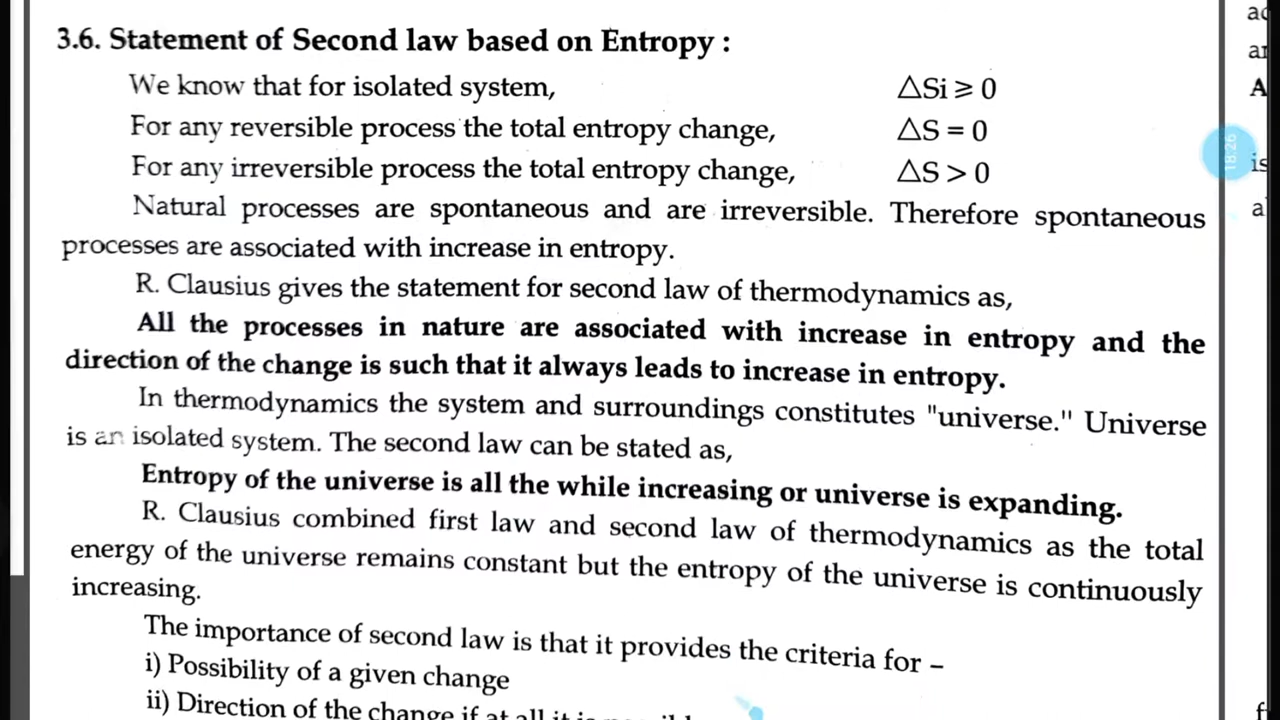 3.6. Statement of Second law based on Entropy :
We know that for isolated system, △Si ≥ 0
For any reversible process the total entropy change, △S = 0
For any irreversible process the total entropy change, △S > 0
Natural processes are spontaneous and are irreversible. Therefore spontaneous
processes are associated with increase in entropy.
R. Clausius gives the statement for second law of thermodynamics as,
All the processes in nature are associated with increase in entropy and the
direction of the change is such that it always leads to increase in entropy.
In thermodynamics the system and surroundings constitutes "universe." Universe
is an isolated system. The second law can be stated as,
Entropy of the universe is all the while increasing or universe is expanding.
R. Clausius combined first law and second law of thermodynamics as the total
energy of the universe remains constant but the entropy of the universe is continuously
increasing.
The importance of second law is that it provides the criteria for –
i) Possibility of a given change
ii) Direction of the change if at all it is
18:26